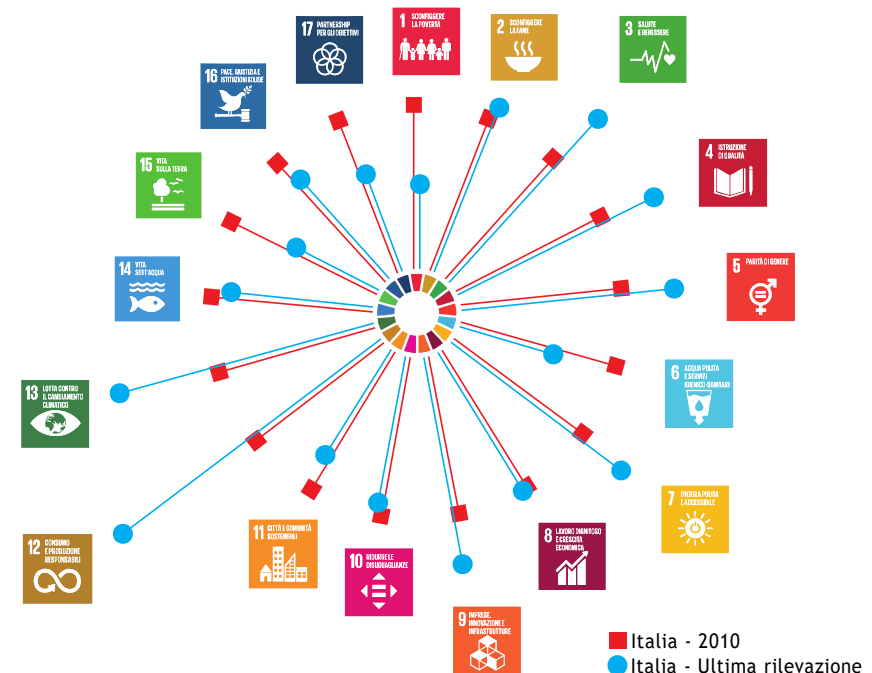 1 SCONFIGGERE
LA POVERTÀ
2 SCONFIGGERE
LA FAME
3 SALUTE
E BENESSERE
4 ISTRUZIONE
DI QUALITÀ
5 PARITÀ DI GENERE
6 ACQUA PULITA
E SERVIZI
IGIENICO-SANITARI
7 ENERGIA PULITA
E ACCESSIBILE
8 LAVORO DIGNITOSO
E CRESCITA
ECONOMICA
9 IMPRESE,
INNOVAZIONE E
INFRASTRUTTURE
10 RIDURRE LE
DISUGUAGLIANZE
11 CITTÀ E COMUNITÀ
SOSTENIBILI
12 CONSUMO
E PRODUZIONE
RESPONSABILI
13 LOTTA CONTRO
IL CAMBIAMENTO
CLIMATICO
14 VITA
SOTT'ACQUA
15 VITA
SULLA TERRA
16 PACE, GIUSTIZIA E
ISTITUZIONI SOLIDE
17 PARTNERSHIP
PER GLI OBIETTIVI
Italia - 2010
Italia - Ultima rilevazione